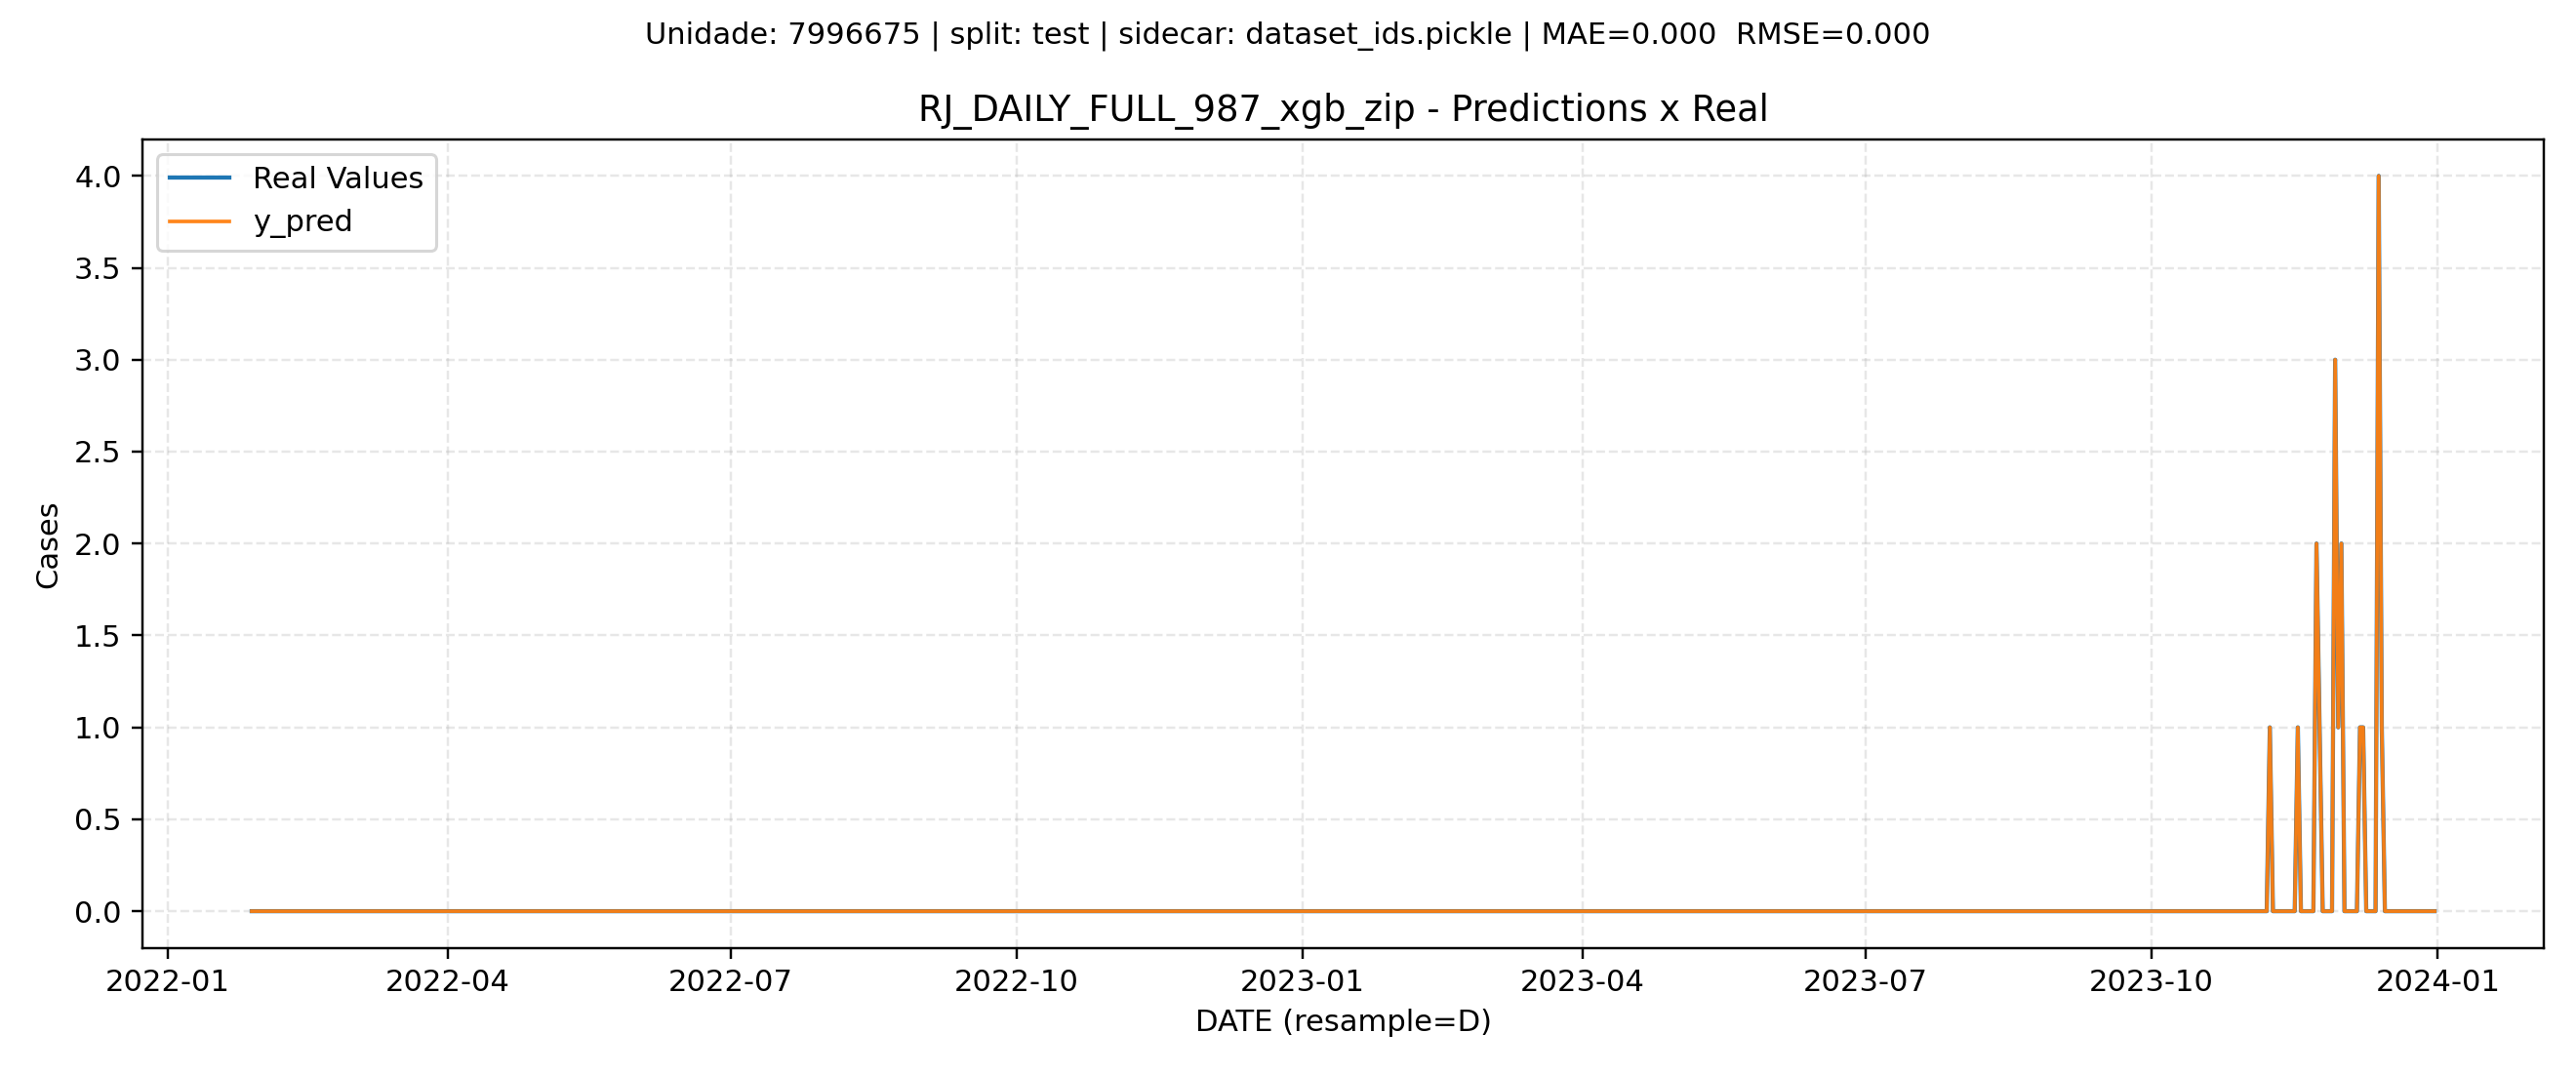 Unidade: 7996675 | split: test | sidecar: dataset_ids.pickle | MAE=0.000  RMSE=0.000
RJ_DAILY_FULL_987_xgb_zip - Predictions x Real
Real Values
y_pred
4.0
3.5
3.0
2.5
2.0
1.5
1.0
0.5
0.0
Cases
2022-01 2022-04 2022-07 2022-10 2023-01 2023-04 2023-07 2023-10 2024-01
DATE (resample=D)